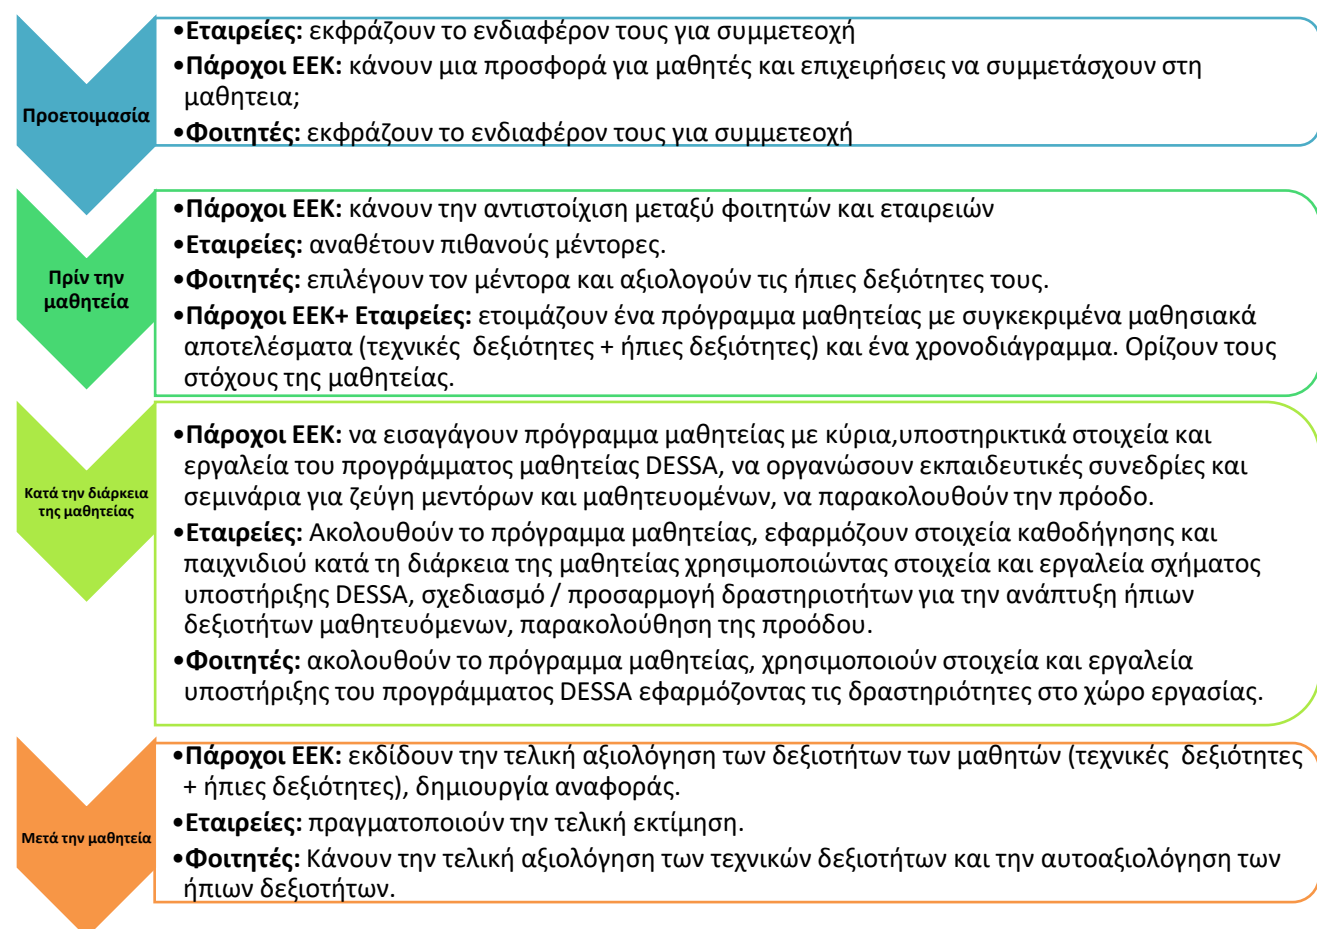 Προετοιμασία
•Εταιρείες: εκφράζουν το ενδιαφέρον τους για συμμετεοχή
•Πάροχοι ΕΕΚ: κάνουν μια προσφορά για μαθητές και επιχειρήσεις να συμμετάσχουν στη
μαθητεια;
•Φοιτητές: εκφράζουν το ενδιαφέρον τους για συμμετεοχή
Πρίν την
μαθητεία
•Πάροχοι ΕΕΚ: κάνουν την αντιστοίχιση μεταξύ φοιτητών και εταιρειών
•Εταιρείες: αναθέτουν πιθανούς μέντορες.
•Φοιτητές: επιλέγουν τον μέντορα και αξιολογούν τις ήπιες δεξιότητες τους.
•Πάροχοι ΕΕΚ+ Εταιρείες: ετοιμάζουν ένα πρόγραμμα μαθητείας με συγκεκριμένα μαθησιακά
αποτελέσματα (τεχνικές  δεξιότητες + ήπιες δεξιότητες) και ένα χρονοδιάγραμμα. Ορίζουν τους
στόχους της μαθητείας.
Κατά την διάρκεια
της μαθητείας
•Πάροχοι ΕΕΚ: να εισαγάγουν πρόγραμμα μαθητείας με κύρια,υποστηρικτικά στοιχεία και
εργαλεία του προγράμματος μαθητείας DESSA, να οργανώσουν εκπαιδευτικές συνεδρίες και
σεμινάρια για ζεύγη μεντόρων και μαθητευομένων, να παρακολουθούν την πρόοδο.
•Εταιρείες: Ακολουθούν το πρόγραμμα μαθητείας, εφαρμόζουν στοιχεία καθοδήγησης και
παιχνιδιού κατά τη διάρκεια της μαθητείας χρησιμοποιώντας στοιχεία και εργαλεία σχήματος
υποστήριξης DESSA, σχεδιασμό / προσαρμογή δραστηριοτήτων για την ανάπτυξη ήπιων
δεξιοτήτων μαθητευόμενων, παρακολούθηση της προόδου.
•Φοιτητές: ακολουθούν το πρόγραμμα μαθητείας, χρησιμοποιούν στοιχεία και εργαλεία
υποστήριξης του προγράμματος DESSA εφαρμόζοντας τις δραστηριότητες στο χώρο εργασίας.
Μετά την μαθητεία
•Πάροχοι ΕΕΚ: εκδίδουν την τελική αξιολόγηση των δεξιοτήτων των μαθητών (τεχνικές  δεξιότητες
+ ήπιες δεξιότητες), δημιουργία αναφοράς.
•Εταιρείες: πραγματοποιούν την τελική εκτίμηση.
•Φοιτητές: Κάνουν την τελική αξιολόγηση των τεχνικών δεξιοτήτων και την αυτοαξιολόγηση των
ήπιων δεξιοτήτων.